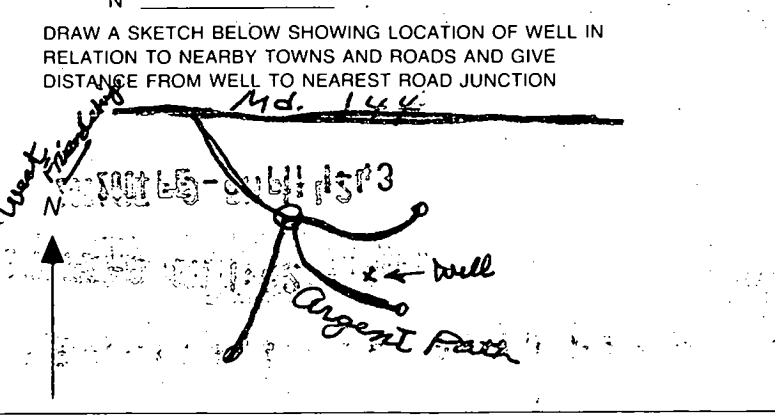 N
DRAW A SKETCH BELOW SHOWING LOCATION OF WELL IN
RELATION TO NEARBY TOWNS AND ROADS AND GIVE
DISTANCE FROM WELL TO NEAREST ROAD JUNCTION
Md. 144
West Friendship
N
x ← Well
Argent Path